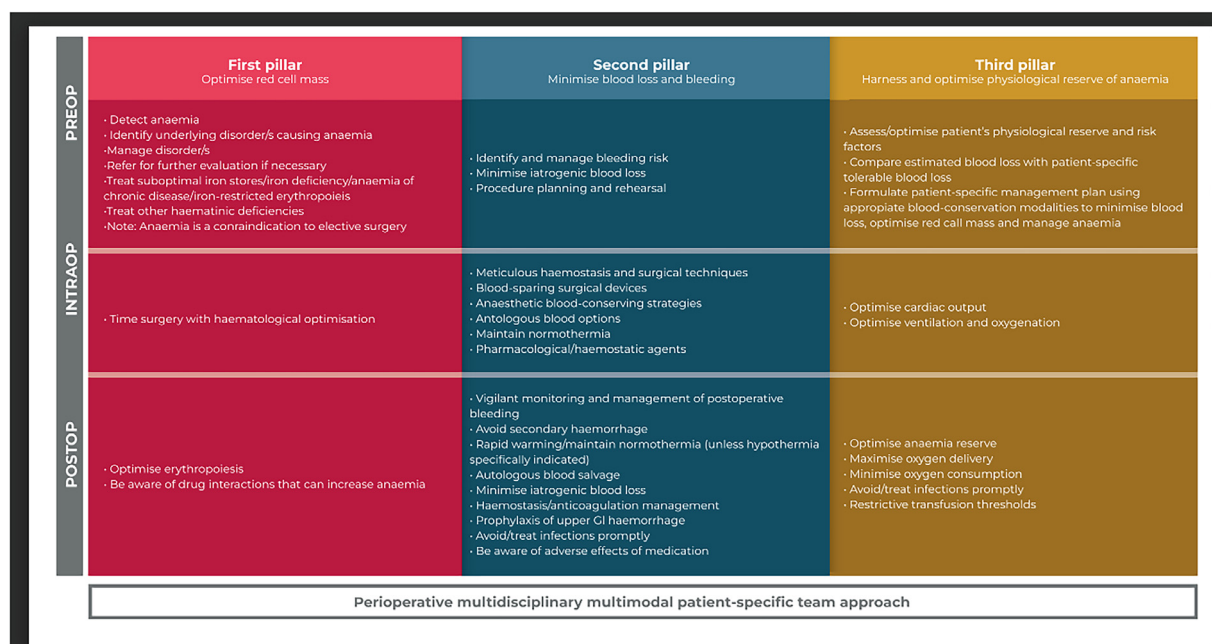 First pillar
Optimise red cell mass
Second pillar
Minimise blood loss and bleeding
Third pillar
Harness and optimise physiological reserve of anaemia
PREOP
• Detect anaemia
• Identify underlying disorder/s causing anaemia
•Manage disorder/s
• Refer for further evaluation if necessary
•Treat suboptimal iron stores/iron deficiency/anaemia of
chronic disease/iron-restricted erythropoieis
•Treat other haematinic deficiencies
•Note: Anaemia is a conraindication to elective surgery
• Identify and manage bleeding risk
• Minimise iatrogenic blood loss
• Procedure planning and rehearsal
• Assess/optimise patient's physiological reserve and risk
factors
• Compare estimated blood loss with patient-specific
tolerable blood loss
• Formulate patient-specific management plan using
appropiate blood-conservation modalities to minimise blood
loss, optimise red call mass and manage anaemia
INTRAOP
• Time surgery with haematological optimisation
• Meticulous haemostasis and surgical techniques
• Blood-sparing surgical devices
• Anaesthetic blood-conserving strategies
• Antologous blood options
• Maintain normothermia
• Pharmacological/haemostatic agents
• Optimise cardiac output
• Optimise ventilation and oxygenation
POSTOP
• Optimise erythropoiesis
• Be aware of drug interactions that can increase anaemia
• Vigilant monitoring and management of postoperative
bleeding
• Avoid secondary haemorrhage
• Rapid warming/maintain normothermia (unless hypothermia
specifically indicated)
• Autologous blood salvage
• Minimise iatrogenic blood loss
• Haemostasis/anticoagulation management
• Prophylaxis of upper GI haemorrhage
• Avoid/treat infections promptly
• Be aware of adverse effects of medication
• Optimise anaemia reserve
• Maximise oxygen delivery
• Minimise oxygen consumption
• Avoid/treat infections promptly
• Restrictive transfusion thresholds
Perioperative multidisciplinary multimodal patient-specific team approach